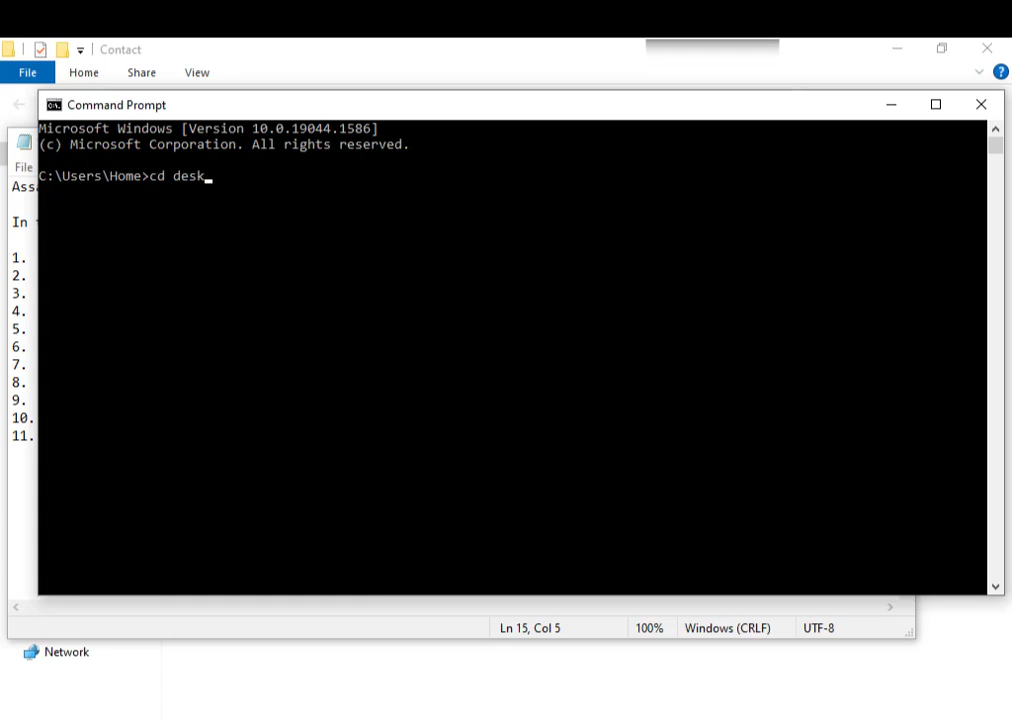 Contact
File
Home
Share
View
Command Prompt
Microsoft Windows [Version 10.0.19044.1586]
(c) Microsoft Corporation. All rights reserved.
C:\Users\Home>cd desk
File
In
1.
2.
3.
4.
5.
6.
7.
8.
9.
10.
11.
Ln 15, Col 5
100%
Windows (CRLF)
UTF-8
Network